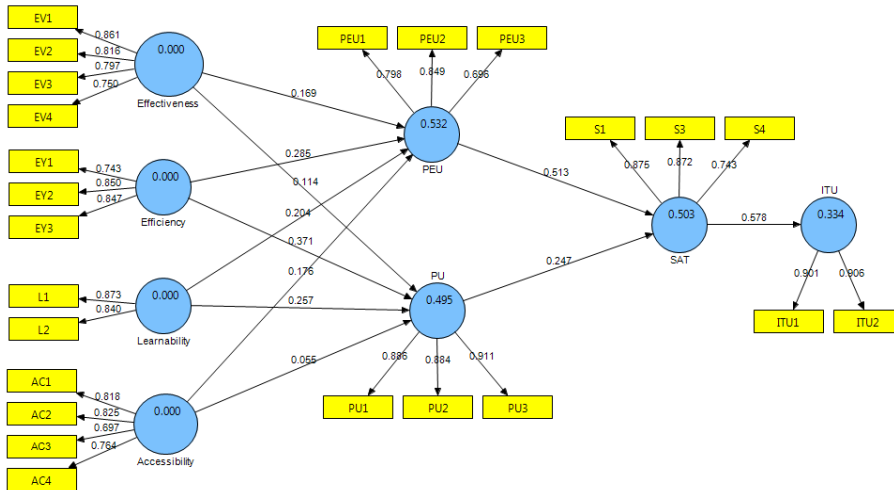 EV1
0.861
EV2
0.816
EV3
0.797
EV4
0.750
0.000
Effectiveness
EY1
0.743
EY2
0.850
EY3
0.847
0.000
Efficiency
L1
0.873
L2
0.840
0.000
Learnability
AC1
0.818
AC2
0.825
AC3
0.697
AC4
0.764
0.000
Accessibility
0.169
0.285
0.114
0.204
0.371
0.176
0.257
0.055
PEU1
PEU2
PEU3
0.798
0.849
0.696
0.532
PEU
PU
0.495
0.886
0.884
0.911
PU1
PU2
PU3
0.513
0.247
S1
S3
S4
0.875
0.872
0.743
0.503
SAT
0.578
ITU
0.334
0.901
0.906
ITU1
ITU2